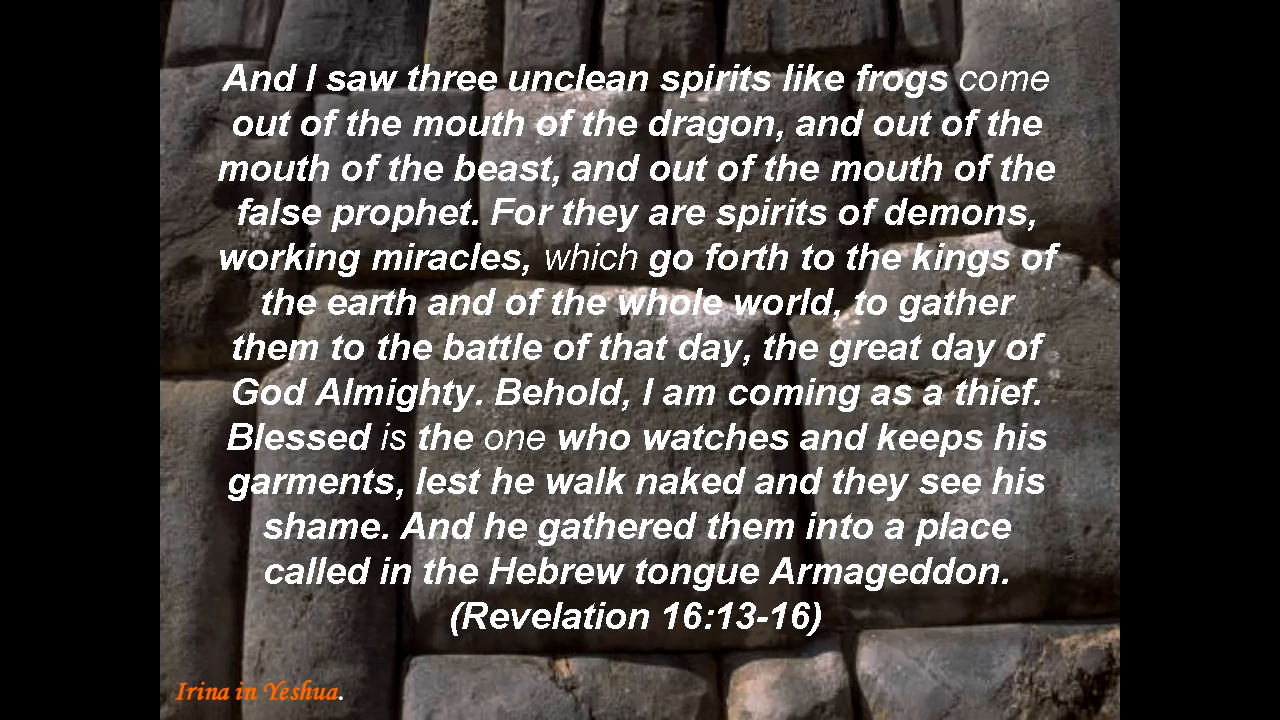 And I saw three unclean spirits like frogs come
out of the mouth of the dragon, and out of the
mouth of the beast, and out of the mouth of the
false prophet. For they are spirits of demons,
working miracles, which go forth to the kings of
the earth and of the whole world, to gather
them to the battle of that day, the great day of
God Almighty. Behold, I am coming as a thief.
Blessed is the one who watches and keeps his
garments, lest he walk naked and they see his
shame. And he gathered them into a place
called in the Hebrew tongue Armageddon.
(Revelation 16:13-16)
Irina in Yeshua.